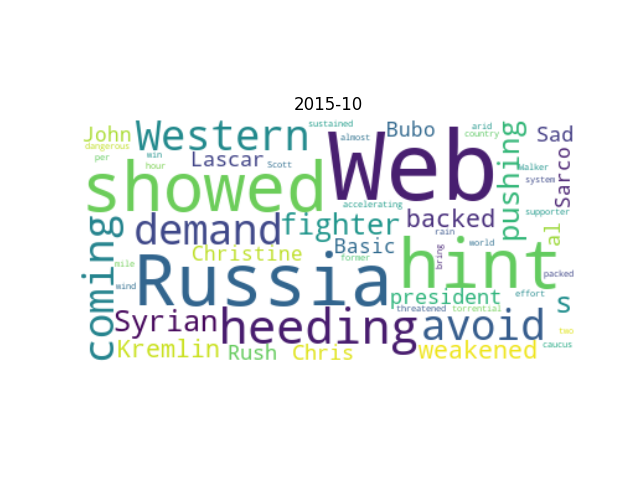 2015-10
John
Western
sustained
almost
Bubo
arid
country
Sad
dangerous
per
win
hour
Lascar
Scott
Web
pushing
Walker
system
Sarco
showed
accelerating
supporter
coming
demand
fighter
backed
al
Christine
Basic
rain
world
bring
hint
mile
wind
Russia
former
packed
president
effort
s
threatened
torrential
Syrian
heeding
avoid
two
Kremlin
Rush
Chris
weakened
caucus